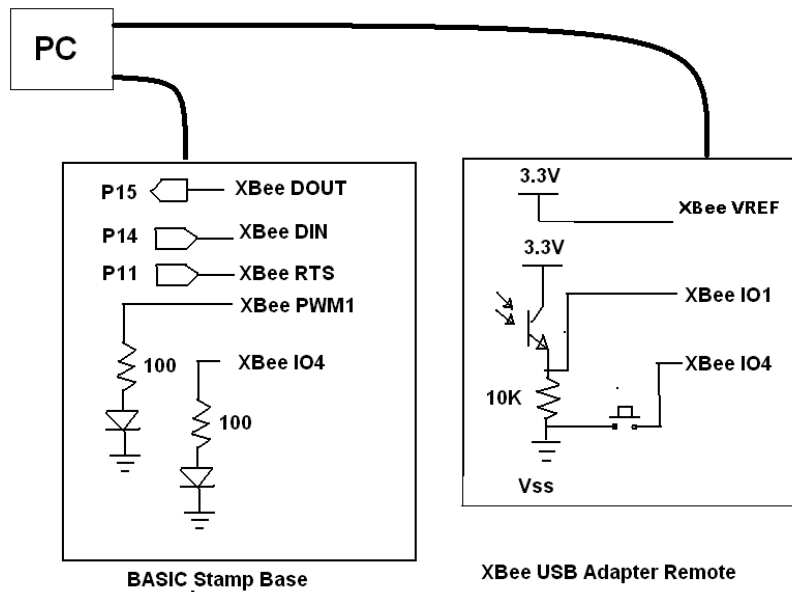 PC
P15
XBee DOUT
P14
XBee DIN
P11
XBee RTS
XBee PWM1
100
XBee IO4
100
BASIC Stamp Base
3.3V
XBee VREF
3.3V
XBee IO1
XBee IO4
10K
Vss
XBee USB Adapter Remote